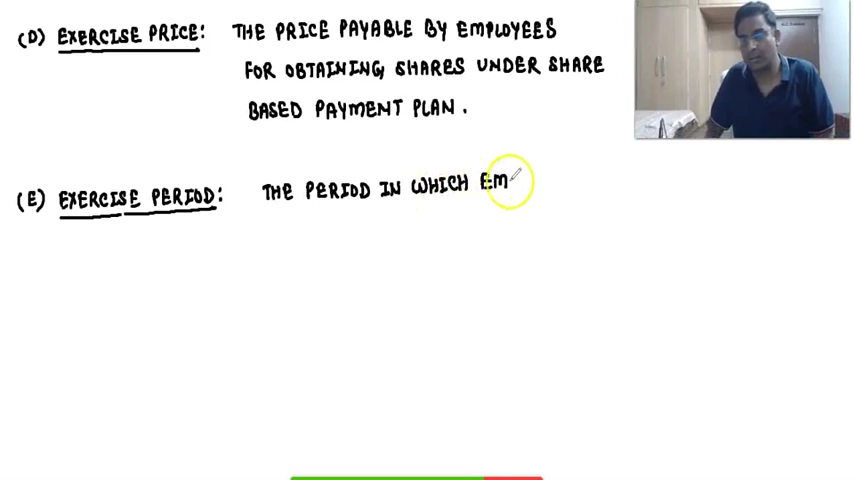 (D) EXERCISE PRICE: THE PRICE PAYABLE BY EMPLOYEES
FOR OBTAINING SHARES UNDER SHARE
BASED PAYMENT PLAN.
(E) EXERCISE PERIOD: THE PERIOD IN WHICH EM